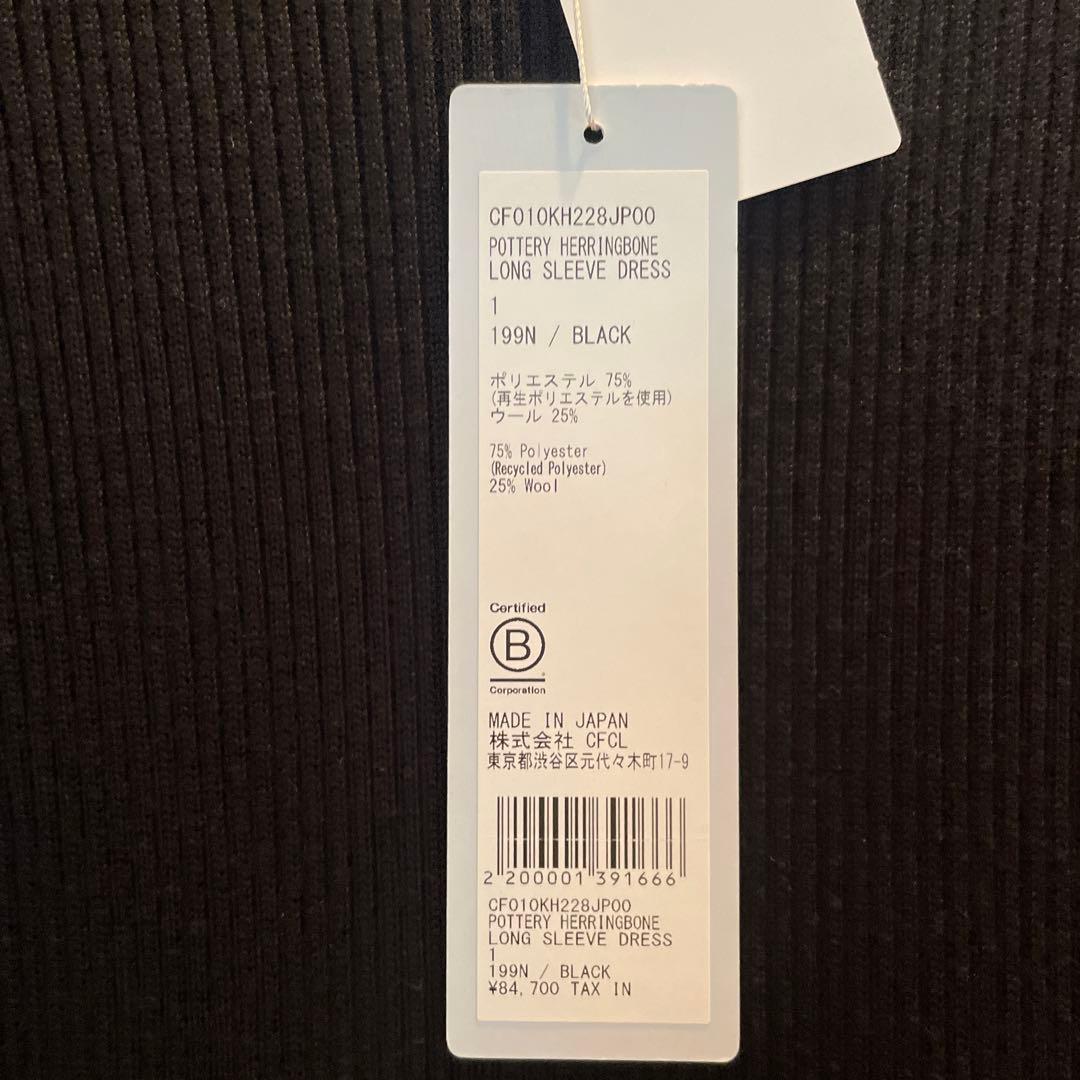 CF010KH228JP00
POTTERY HERRINGBONE
LONG SLEEVE DRESS
1
199N / BLACK
ポリエステル 75%
(再生ポリエステルを使用)
ウール 25%
75% Polyester
(Recycled Polyester)
25% Wool
Certified
B
Corporation
MADE IN JAPAN
株式会社 CFCL
東京都渋谷区元代々木町17-9
2 200001 391666
CF010KH228JP00
POTTERY HERRINGBONE
LONG SLEEVE DRESS
1
199N / BLACK
¥84,700 TAX IN